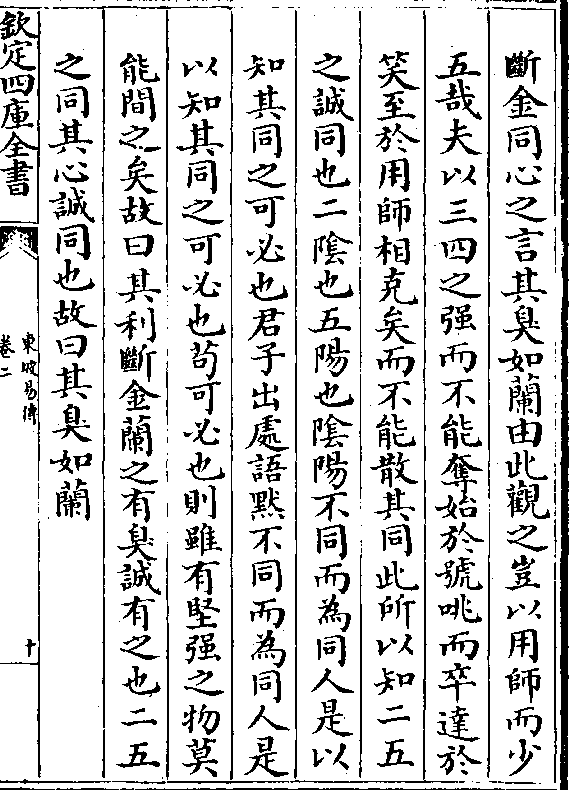 斷金同心之言其臭如蘭由此觀之豈以用師而少
五哉夫以三四之强而不能奪始於號咷而卒達於
笑至於用師相克矣而不能散其同此所以知二五
之誠同也二陰也五陽也陰陽不同而為同人是以
知其同之可必也君子出處語黙不同而為同人是
以知其同之可必也苟可必也則雖有堅强之物莫
能間之矣故曰其利斷金蘭之有臭誠有之也二五
之同其心誠同也故曰其臭如蘭
欽定四庫全書
東坡易傳
卷二
十